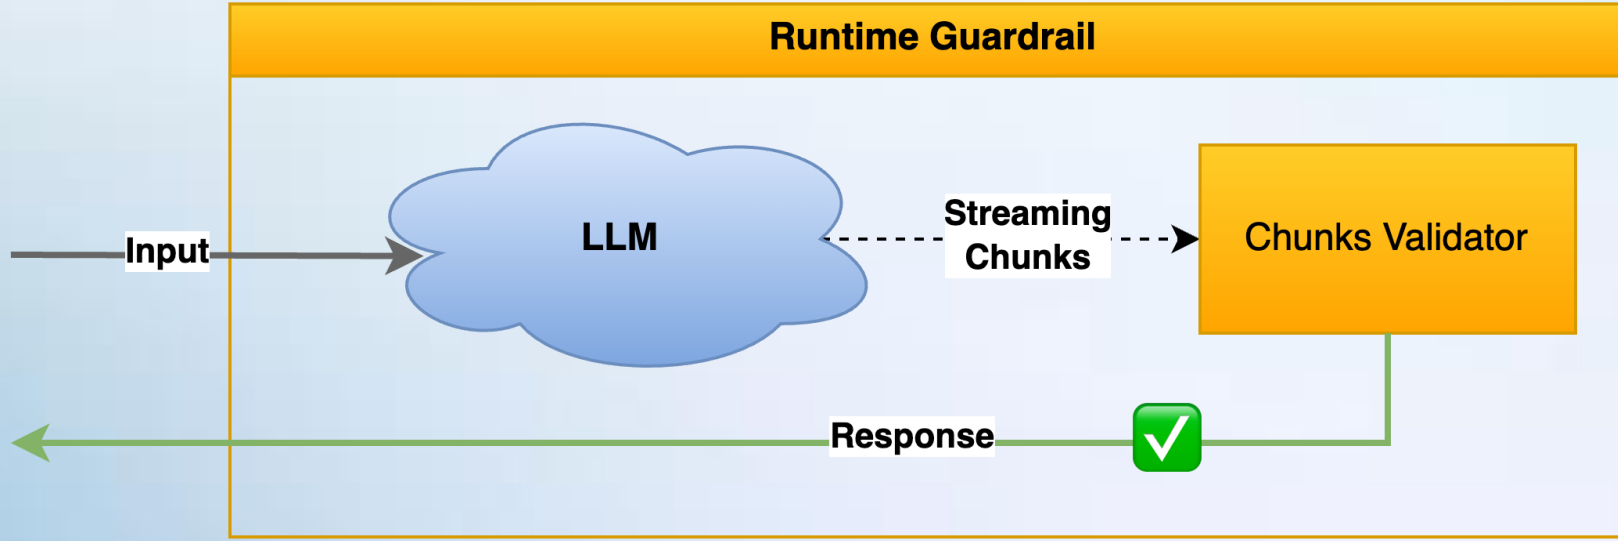 Runtime Guardrail
Input
LLM
Streaming
Chunks
Chunks Validator
Response